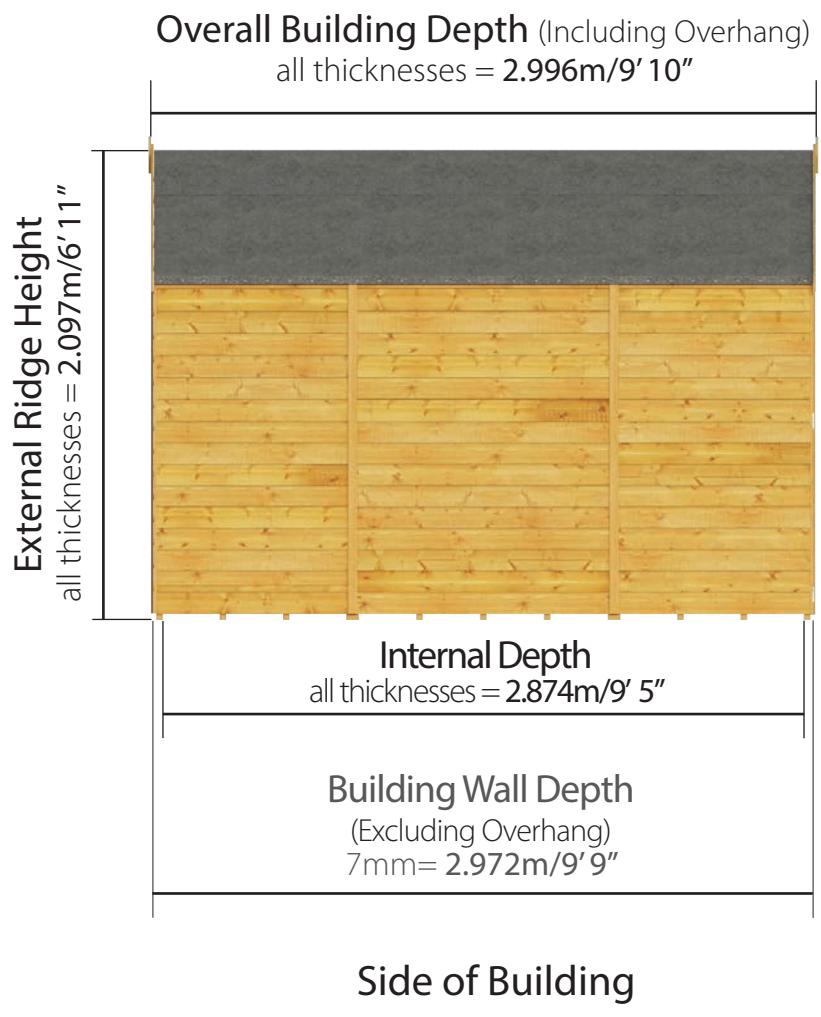 Overall Building Depth (Including Overhang)
all thicknesses = 2.996m/9’ 10”
External Ridge Height
all thicknesses = 2.097m/6’ 11”
Internal Depth
all thicknesses = 2.874m/9’ 5”
Building Wall Depth
(Excluding Overhang)
7mm= 2.972m/9’ 9”
Side of Building